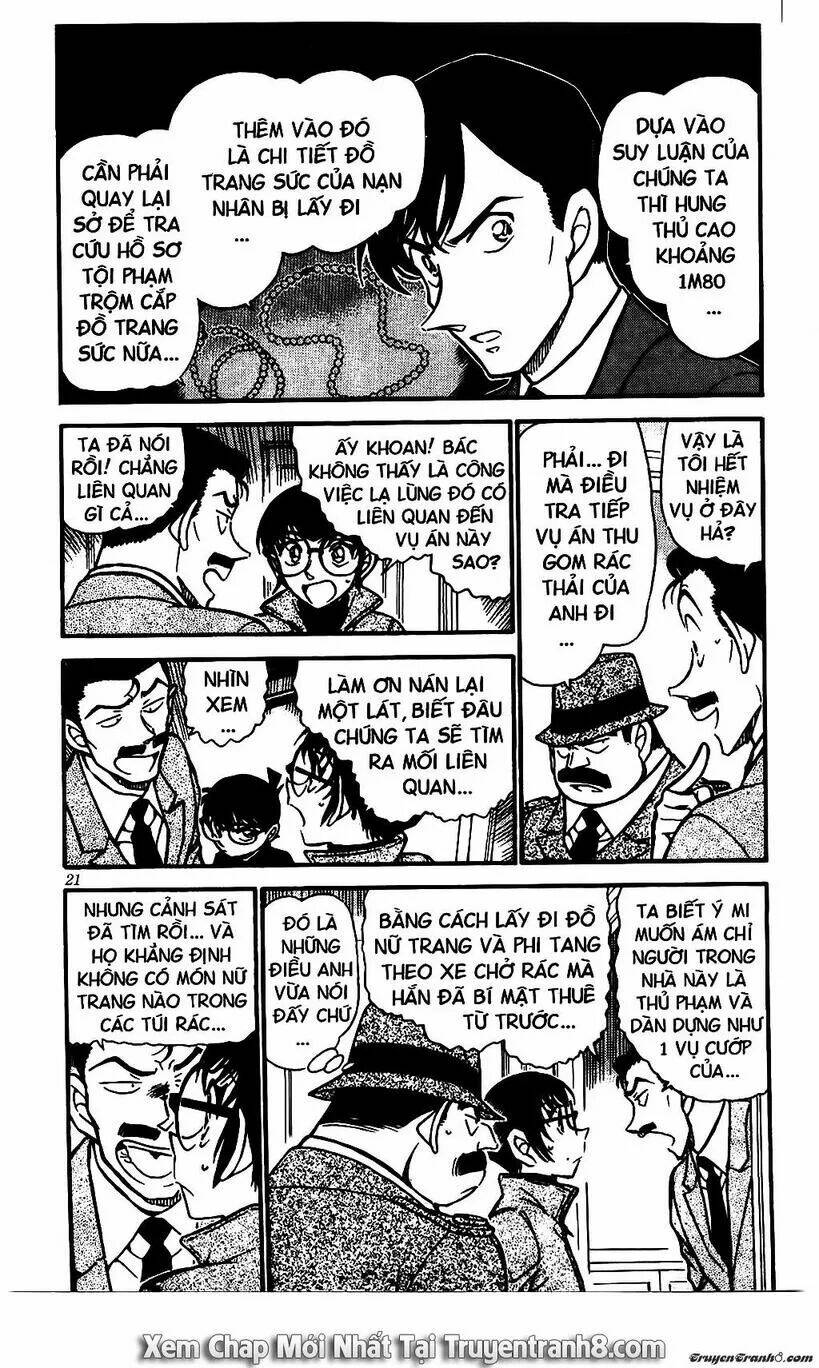 DỰA VÀO
SUY LUẬN CỦA
CHÚNG TA
THÌ HUNG
THỦ CAO
KHOẢNG
1M80
...
THÊM VÀO ĐÓ
LÀ CHI TIẾT ĐỒ
TRANG SỨC CỦA NẠN
NHÂN BỊ LẤY ĐI
...
CẦN PHẢI
QUAY LẠI
SỞ ĐỂ TRA
CỨU HỒ SƠ
TỘI PHẠM
TRỘM CẮP
ĐỒ TRANG
SỨC NỮA...
VẬY LÀ
TÔI HẾT
NHIỆM
VỤ Ở ĐÂY
HẢ?
PHẢI... ĐI
MÀ ĐIỀU
TRA TIẾP
VỤ ÁN THU
GOM RÁC
THẢI CỦA
ANH ĐI
...
ẤY KHOAN! BÁC
KHÔNG THẤY LÀ CÔNG
VIỆC LẠ LÙNG ĐÓ CÓ
LIÊN QUAN ĐẾN
VỤ ÁN NÀY
SAO?
TA ĐÃ NÓI
RỒI! CHẲNG
LIÊN QUAN
GÌ CẢ...
LÀM ƠN NÁN LẠI
MỘT LÁT, BIẾT ĐÂU
CHÚNG TA SẼ TÌM
RA MỐI LIÊN
QUAN...
NHÌN
XEM
...
21
TA BIẾT Ý MI
MUỐN ÁM CHỈ
NGƯỜI TRONG
NHÀ NÀY LÀ
THỦ PHẠM VÀ
DÀN DỰNG NHƯ
1 VỤ CƯỚP
CỦA...
BẰNG CÁCH LẤY ĐI ĐỒ
NỮ TRANG VÀ PHI TANG
THEO XE CHỞ RÁC MÀ
HẮN ĐÃ BÍ MẬT THUÊ
TỪ TRƯỚC...
ĐÓ LÀ
NHỮNG
ĐIỀU ANH
VỪA NÓI
ĐẤY CHỨ
...
NHƯNG CẢNH SÁT
ĐÃ TÌM RỒI... VÀ
HỌ KHẲNG ĐỊNH
KHÔNG CÓ MÓN NỮ
TRANG NÀO TRONG
CÁC TÚI RÁC...
Xem Chap Mới Nhất Tại Truyentranh8.com
TruyenTranh8.com